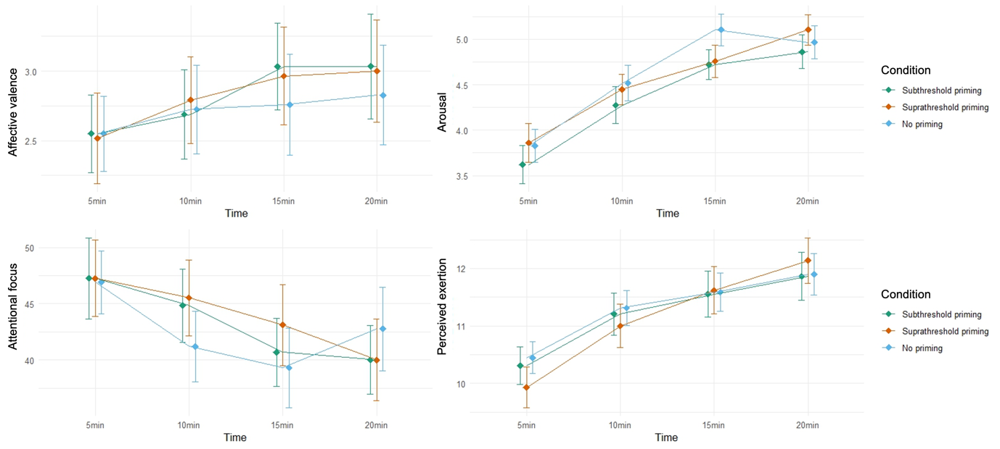 Affective valence
3.0
2.5
5min
10min
15min
20min
Time
Arousal
5.0
4.5
4.0
3.5
5min
10min
15min
20min
Time
Condition
Subthreshold priming
Suprathreshold priming
No priming
Attentional focus
50
45
40
5min
10min
15min
20min
Time
Perceived exertion
12
11
10
5min
10min
15min
20min
Time
Condition
Subthreshold priming
Suprathreshold priming
No priming